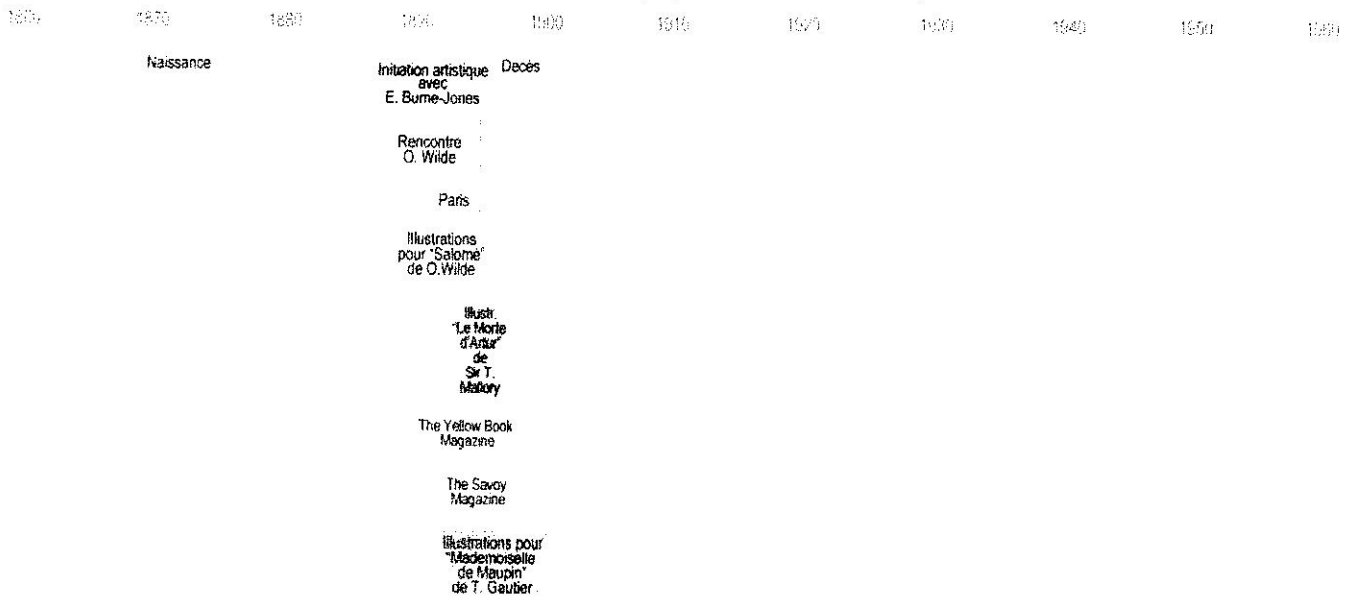 1860 1870 1880 1890 1900 1910 1920 1930 1940 1950 1960
Naissance
Initiation artistique
avec
E. Burne-Jones
Décès
Rencontre
O. Wilde
Paris
Illustrations
pour "Salomé"
de O.Wilde
Illustr.
"Le Morte
d'Artur"
de
Sir T.
Mallory
The Yellow Book
Magazine
The Savoy
Magazine
Illustrations pour
"Mademoiselle
de Maupin"
de T. Gautier